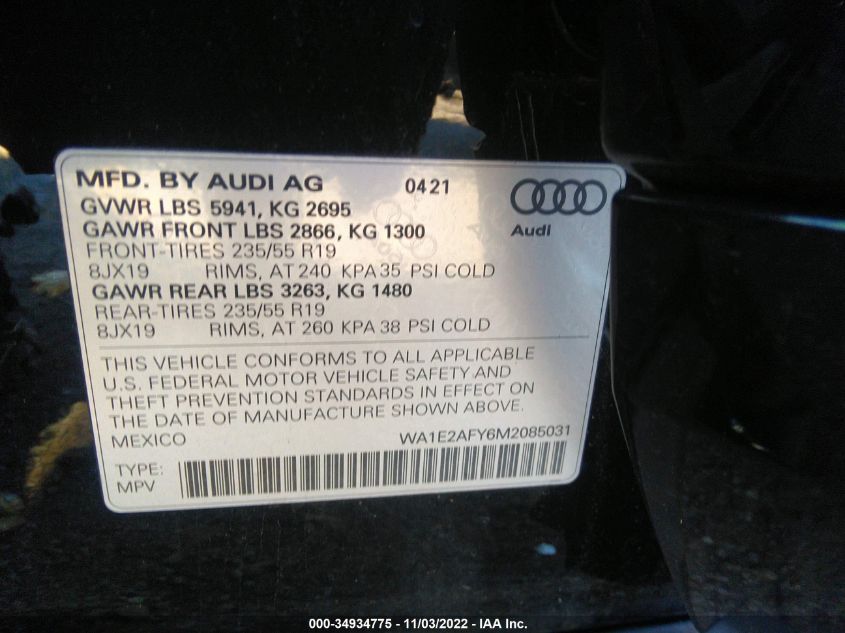 MFD. BY AUDI AG 0421
GVWR LBS 5941, KG 2695
Audi
GAWR FRONT LBS 2866, KG 1300
FRONT-TIRES 235/55 R19
8JX19 RIMS, AT 240 KPA 35 PSI COLD
GAWR REAR LBS 3263, KG 1480
REAR-TIRES 235/55 R19
8JX19 RIMS, AT 260 KPA 38 PSI COLD
THIS VEHICLE CONFORMS TO ALL APPLICABLE
U.S. FEDERAL MOTOR VEHICLE SAFETY AND
THEFT PREVENTION STANDARDS IN EFFECT ON
THE DATE OF MANUFACTURE SHOWN ABOVE.
MEXICO WA1E2AFY6M2085031
TYPE:
MPV
000-34934775 - 11/03/2022 - IAA Inc.